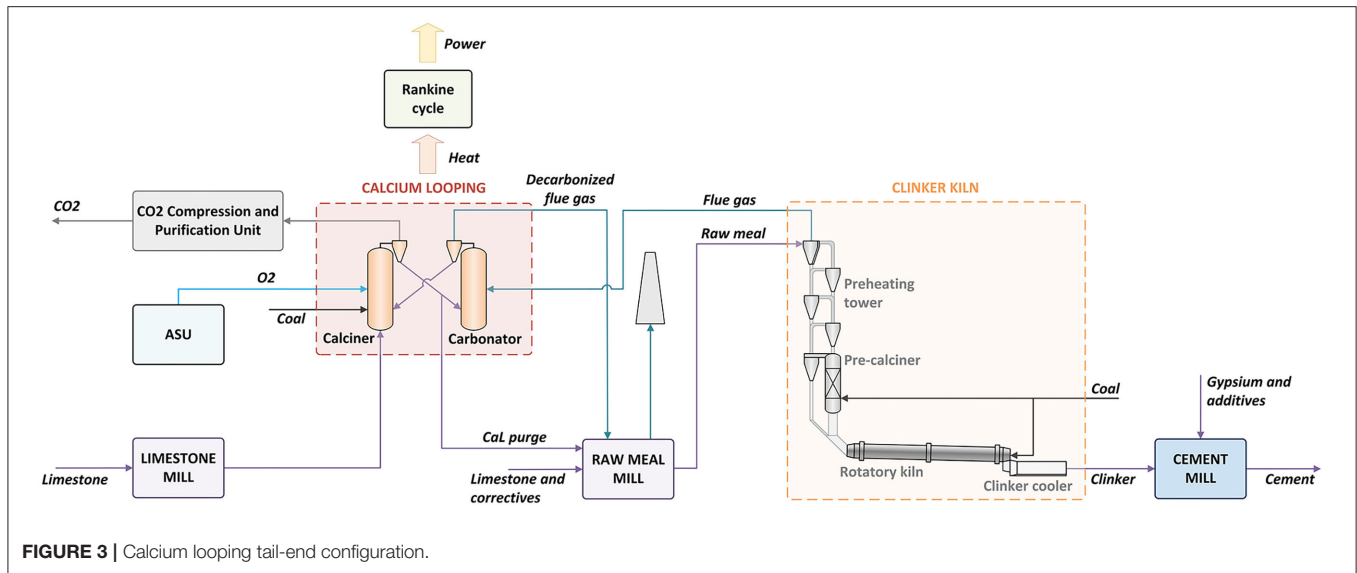 Power
Rankine
cycle
Heat
CALCIUM LOOPING
Decarbonized
flue gas
Flue gas
Raw meal
CLINKER KILN
CO2
CO2 Compression and
Purification Unit
O2
Coal
ASU
Calciner
Carbonator
Preheating
tower
Pre-calciner
Coal
Gypsium and
additives
Limestone
LIMESTONE
MILL
CaL purge
Limestone and
correctives
RAW MEAL
MILL
Rotatory kiln
Clinker cooler
Clinker
CEMENT
MILL
Cement
FIGURE 3 | Calcium looping tail-end configuration.